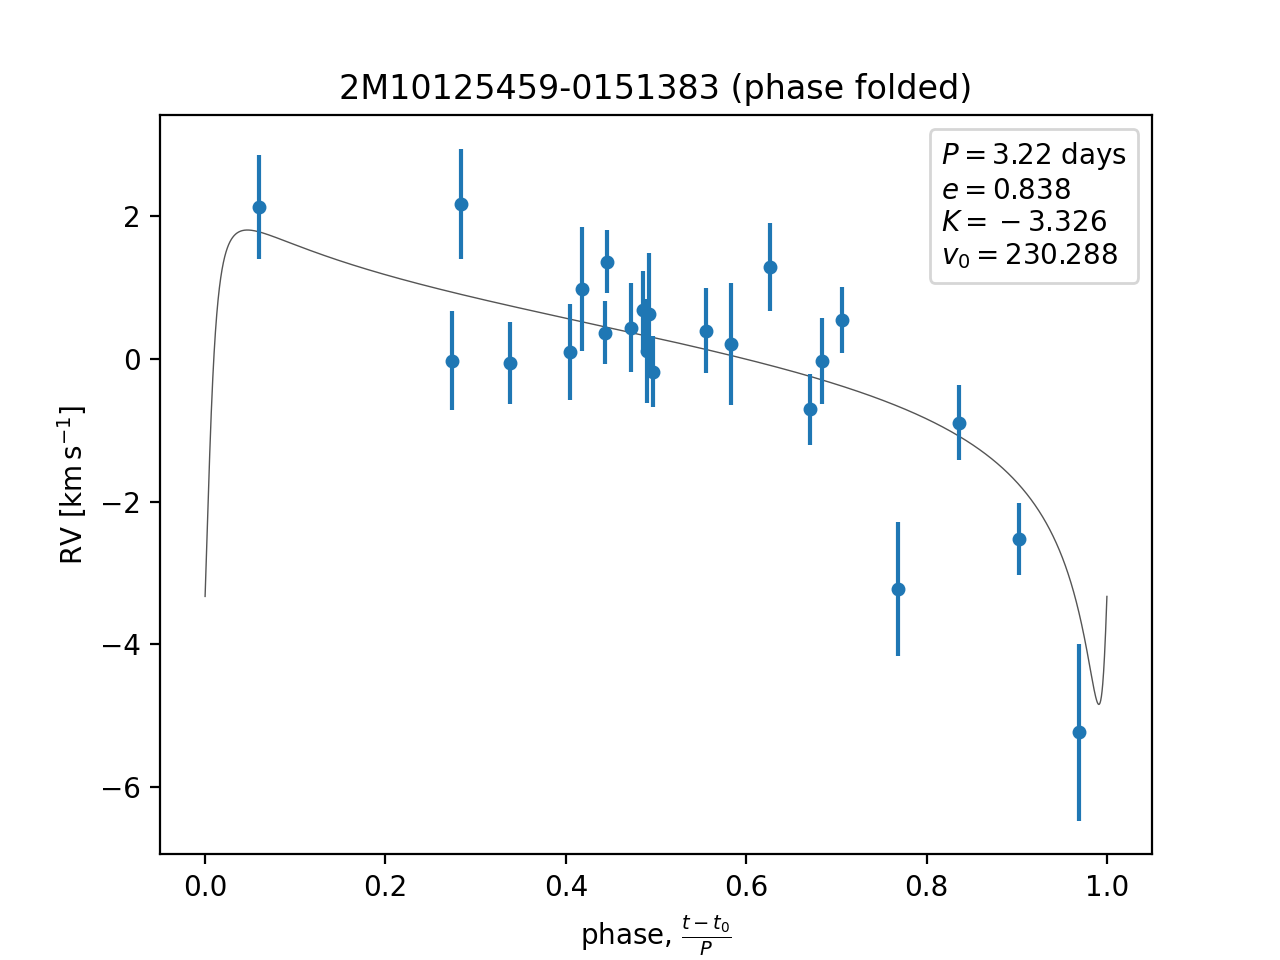 2M10125459-0151383 (phase folded)
P = 3.22 days
e = 0.838
K = −3.326
v₀ = 230.288
RV [km s⁻¹]
2
0
−2
−4
−6
0.0 0.2 0.4 0.6 0.8 1.0
phase, (t − t₀)/P